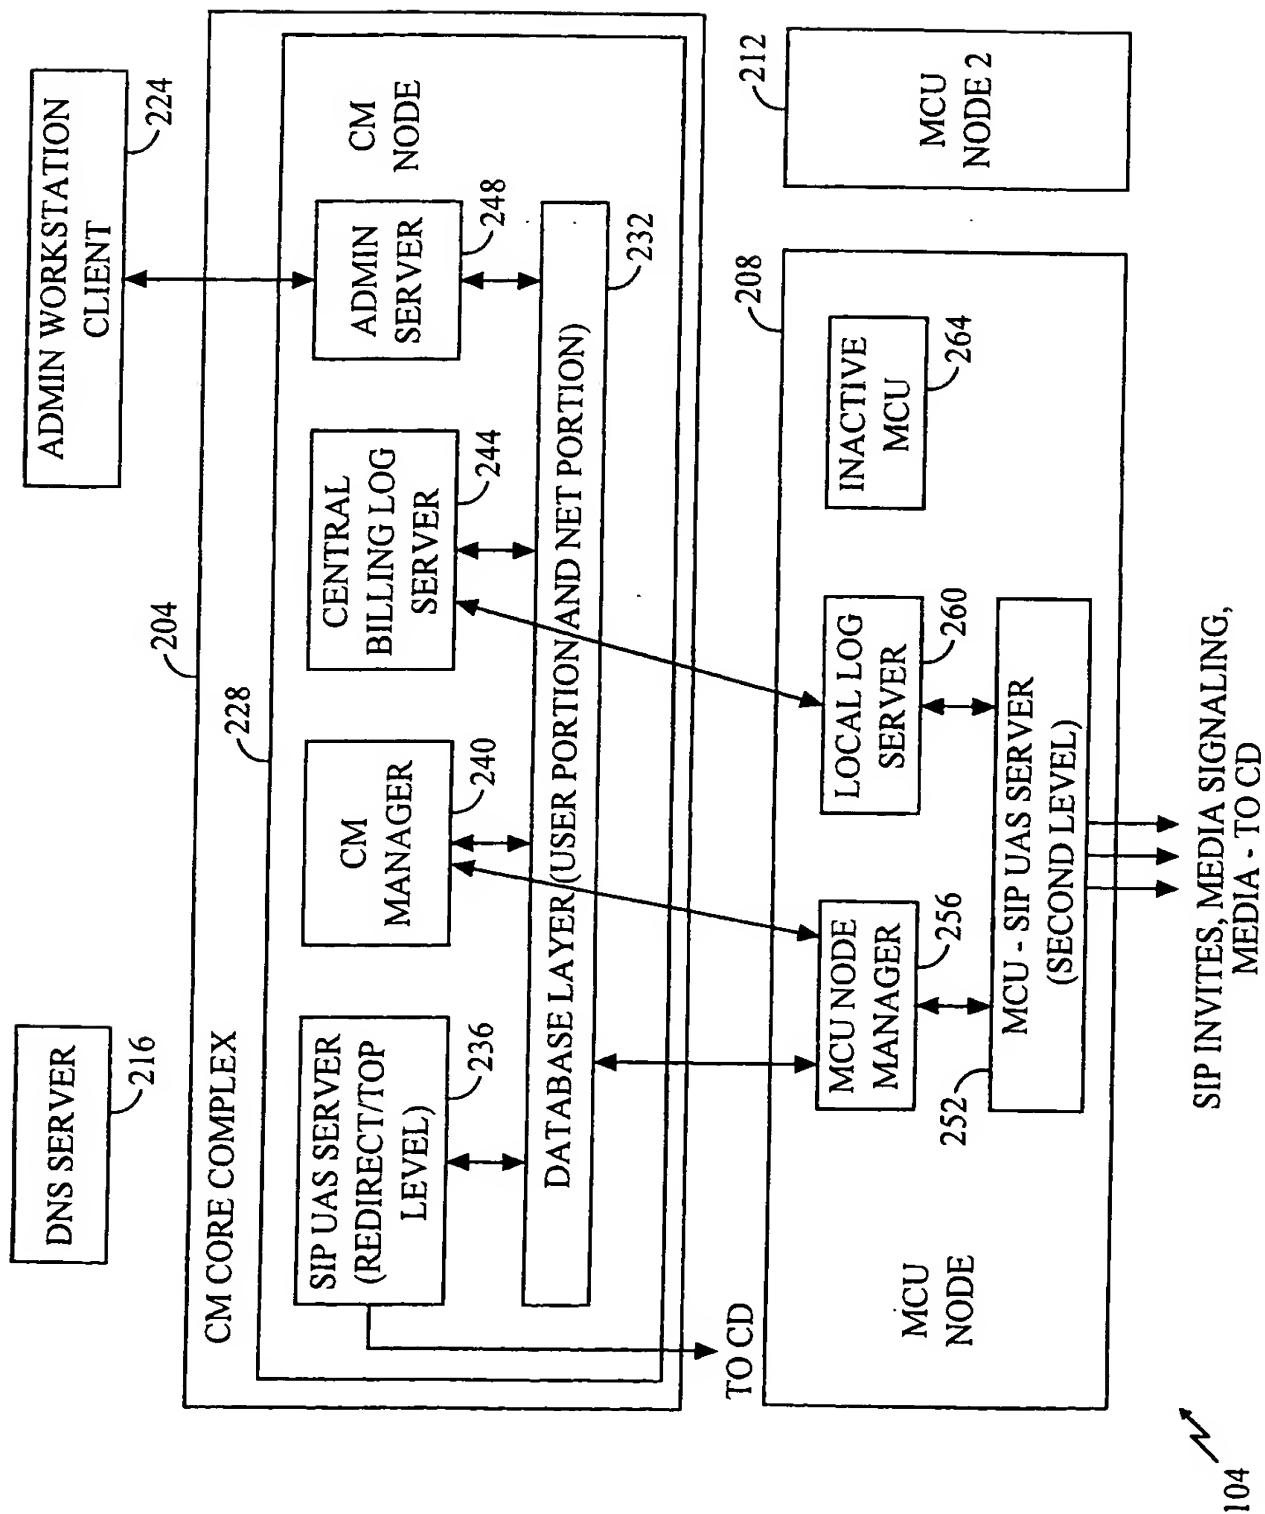 DNS SERVER
216
ADMIN WORKSTATION
CLIENT
224
CM CORE COMPLEX
204
228
SIP UAS SERVER
(REDIRECT/TOP
LEVEL)
236
CM
MANAGER
240
CENTRAL
BILLING LOG
SERVER
244
ADMIN
SERVER
248
CM
NODE
DATABASE LAYER (USER PORTION AND NET PORTION)
232
TO CD
208
212
MCU
NODE
MCU NODE
MANAGER
256
LOCAL LOG
SERVER
260
INACTIVE
MCU
264
MCU
NODE 2
252
MCU - SIP UAS SERVER
(SECOND LEVEL)
SIP INVITES, MEDIA SIGNALING,
MEDIA - TO CD
104